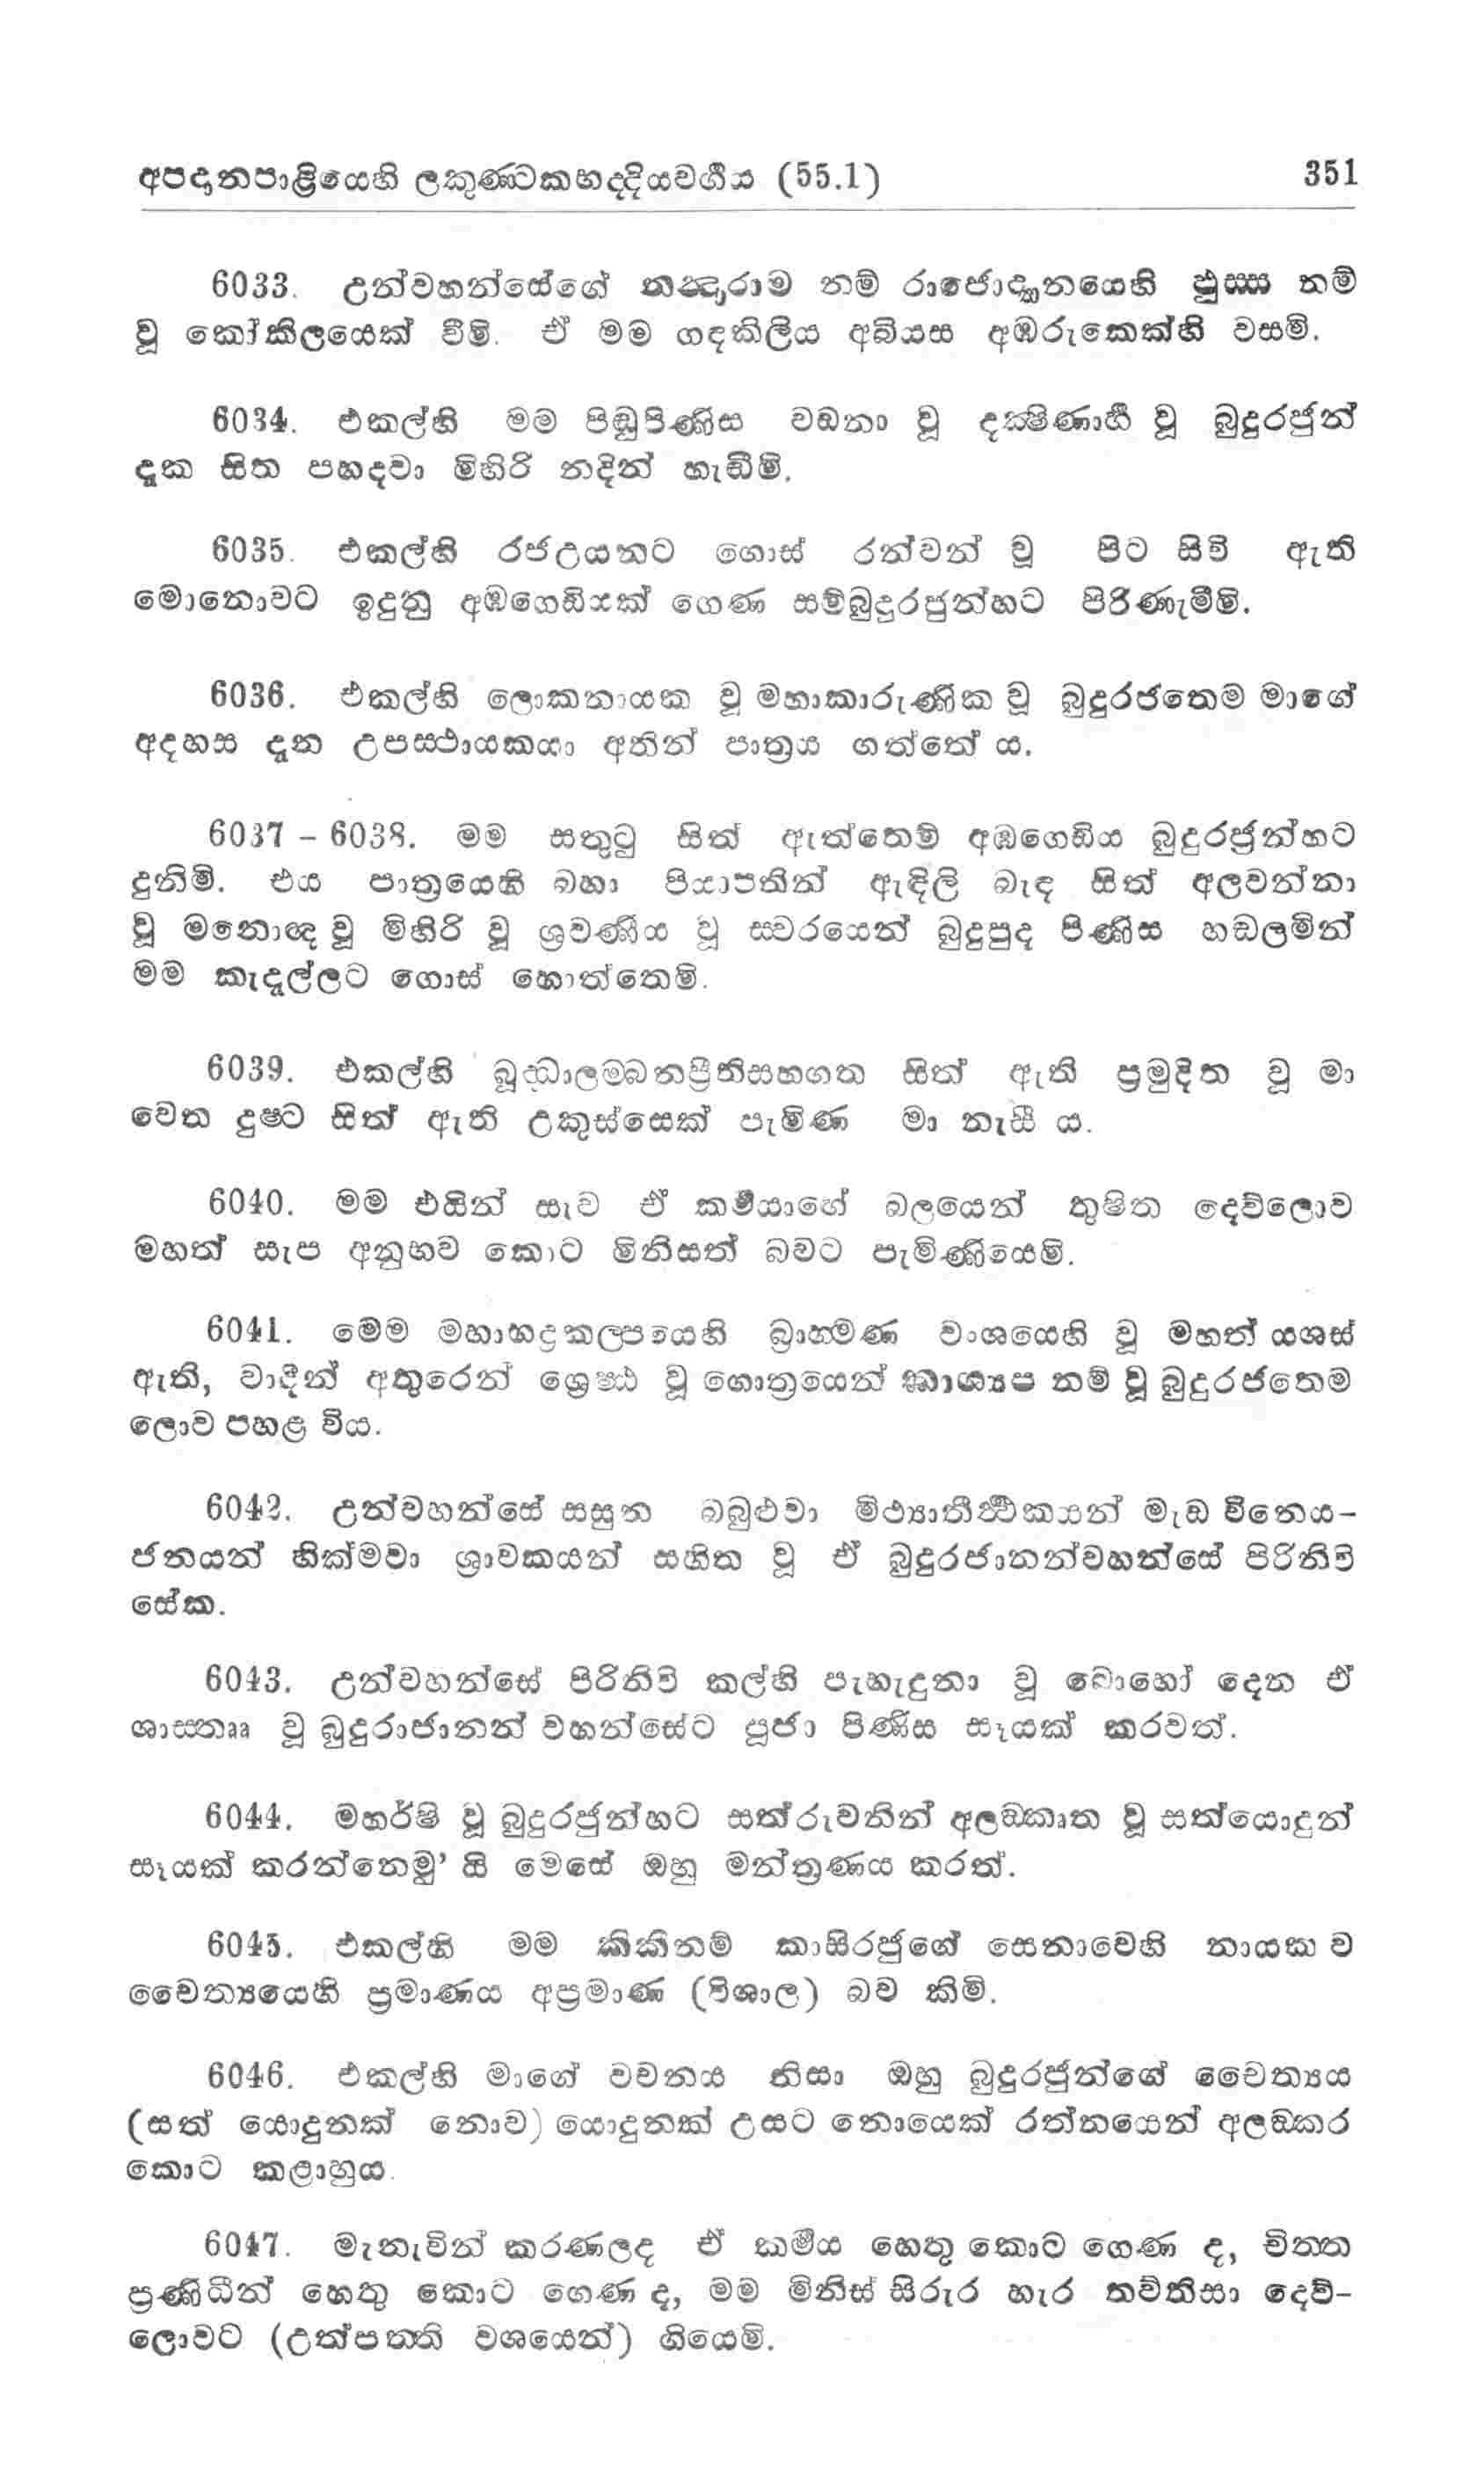 අපදානපාළියෙහි ලකුණ්ටකභද්දියවර්ගය (55.1) 351
6033. උන්වහන්සේගේ නඤ්‍රාම නම් රාජොද්‍යානයෙහි ඵුස්ස නම්
වූ කෝකිලයෙක් වීමි. ඒ මම ගඳකිලිය අබියස අඹරුකෙක්හි වසමි.
6034. එකල්හි මම පිඬුපිණිස වඩනා වූ දක්ෂිණාර්හ වූ බුදුරජුන්
දැක සිත පහදවා මිහිරි නදින් හැඬීමි.
6035. එකල්හි රජඋයනට ගොස් රන්වන් වූ පිට සිවි ඇති
මොනොවට ඉදුනු අඹගෙඩියක් ගෙණ සම්බුදුරජුන්හට පිරිණැමීමි.
6036. එකල්හි ලොකනායක වූ මහාකාරුණික වූ බුදුරජතෙම මාගේ
අදහස දැන උපස්ථායකයා අතින් පාත්‍රය ගත්තේ ය.
6037 – 6038. මම සතුටු සිත් ඇත්තෙම් අඹගෙඩිය බුදුරජුන්හට
දුනිමි. එය පාත්‍රයෙහි බහා පියාපතින් ඇඳිලි බැඳ සිත් අලවන්නා
වූ මනොඥ වූ මිහිරි වූ ශ්‍රවණීය වූ ස්වරයෙන් බුදුපුද පිණිස හඬලමින්
මම කැදැල්ලට ගොස් හොත්තෙමි.
6039. එකල්හි බුද්ධාලම්බනප්‍රීතිසහගත සිත් ඇති ප්‍රමුදිත වූ මා
වෙත දුෂ්ට සිත් ඇති උකුස්සෙක් පැමිණ මා නැසී ය.
6040. මම එයින් සැව ඒ කර්මයාගේ බලයෙන් තුෂිත දෙව්ලොව
මහත් සැප අනුභව කොට මිනිසත් බවට පැමිණියෙමි.
6041. මෙම මහාභද්‍රකල්පයෙහි බ්‍රාහ්මණ වංශයෙහි වූ මහත් යශස්
ඇති, වාදීන් අතුරෙන් ශ්‍රෙෂ්ඨ වූ ගොත්‍රයෙන් කාශ්‍යප නම් වූ බුදුරජතෙම
ලොව පහළ විය.
6042. උන්වහන්සේ සසුන බබුළුවා මිථ්‍යාතීර්ථකයන් මැඩ විනෙය-
ජනයන් හික්මවා ශ්‍රාවකයන් සහිත වූ ඒ බුදුරජානන්වහන්සේ පිරිනිවි
සේක.
6043. උන්වහන්සේ පිරිනිවි කල්හි පැහැදුනා වූ බොහෝ දෙන ඒ
ශාස්තෲ වූ බුදුරාජානන් වහන්සේට පූජා පිණිස සෑයක් කරවත්.
6044. මහර්ෂි වූ බුදුරජුන්හට සත්රුවනින් අලඞ්කෘත වූ සත්යොදුන්
සෑයක් කරන්නෙමු’ යි මෙසේ ඔහු මන්ත්‍රණය කරත්.
6045. එකල්හි මම කිකිනම් කාසිරජුගේ සෙනාවෙහි නායක ව
චෛත්‍යයෙහි ප්‍රමාණය අප්‍රමාණ (විශාල) බව කිමි.
6046. එකල්හි මාගේ වචනය නිසා ඔහු බුදුරජුන්ගේ චෛත්‍යය
(සත් යොදුනක් නොව) යොදුනක් උසට නොයෙක් රත්නයෙන් අලඞ්කර
කොට කළාහුය.
6047. මැනැවින් කරණලද ඒ කර්මය හෙතු කොට ගෙණ ද, චිත්ත
ප්‍රණිධීන් හෙතු කොට ගෙණ ද, මම මිනිස් සිරුර හැර තව්තිසා දෙව්-
ලොවට (උත්පත්ති වශයෙන්) ගියෙමි.